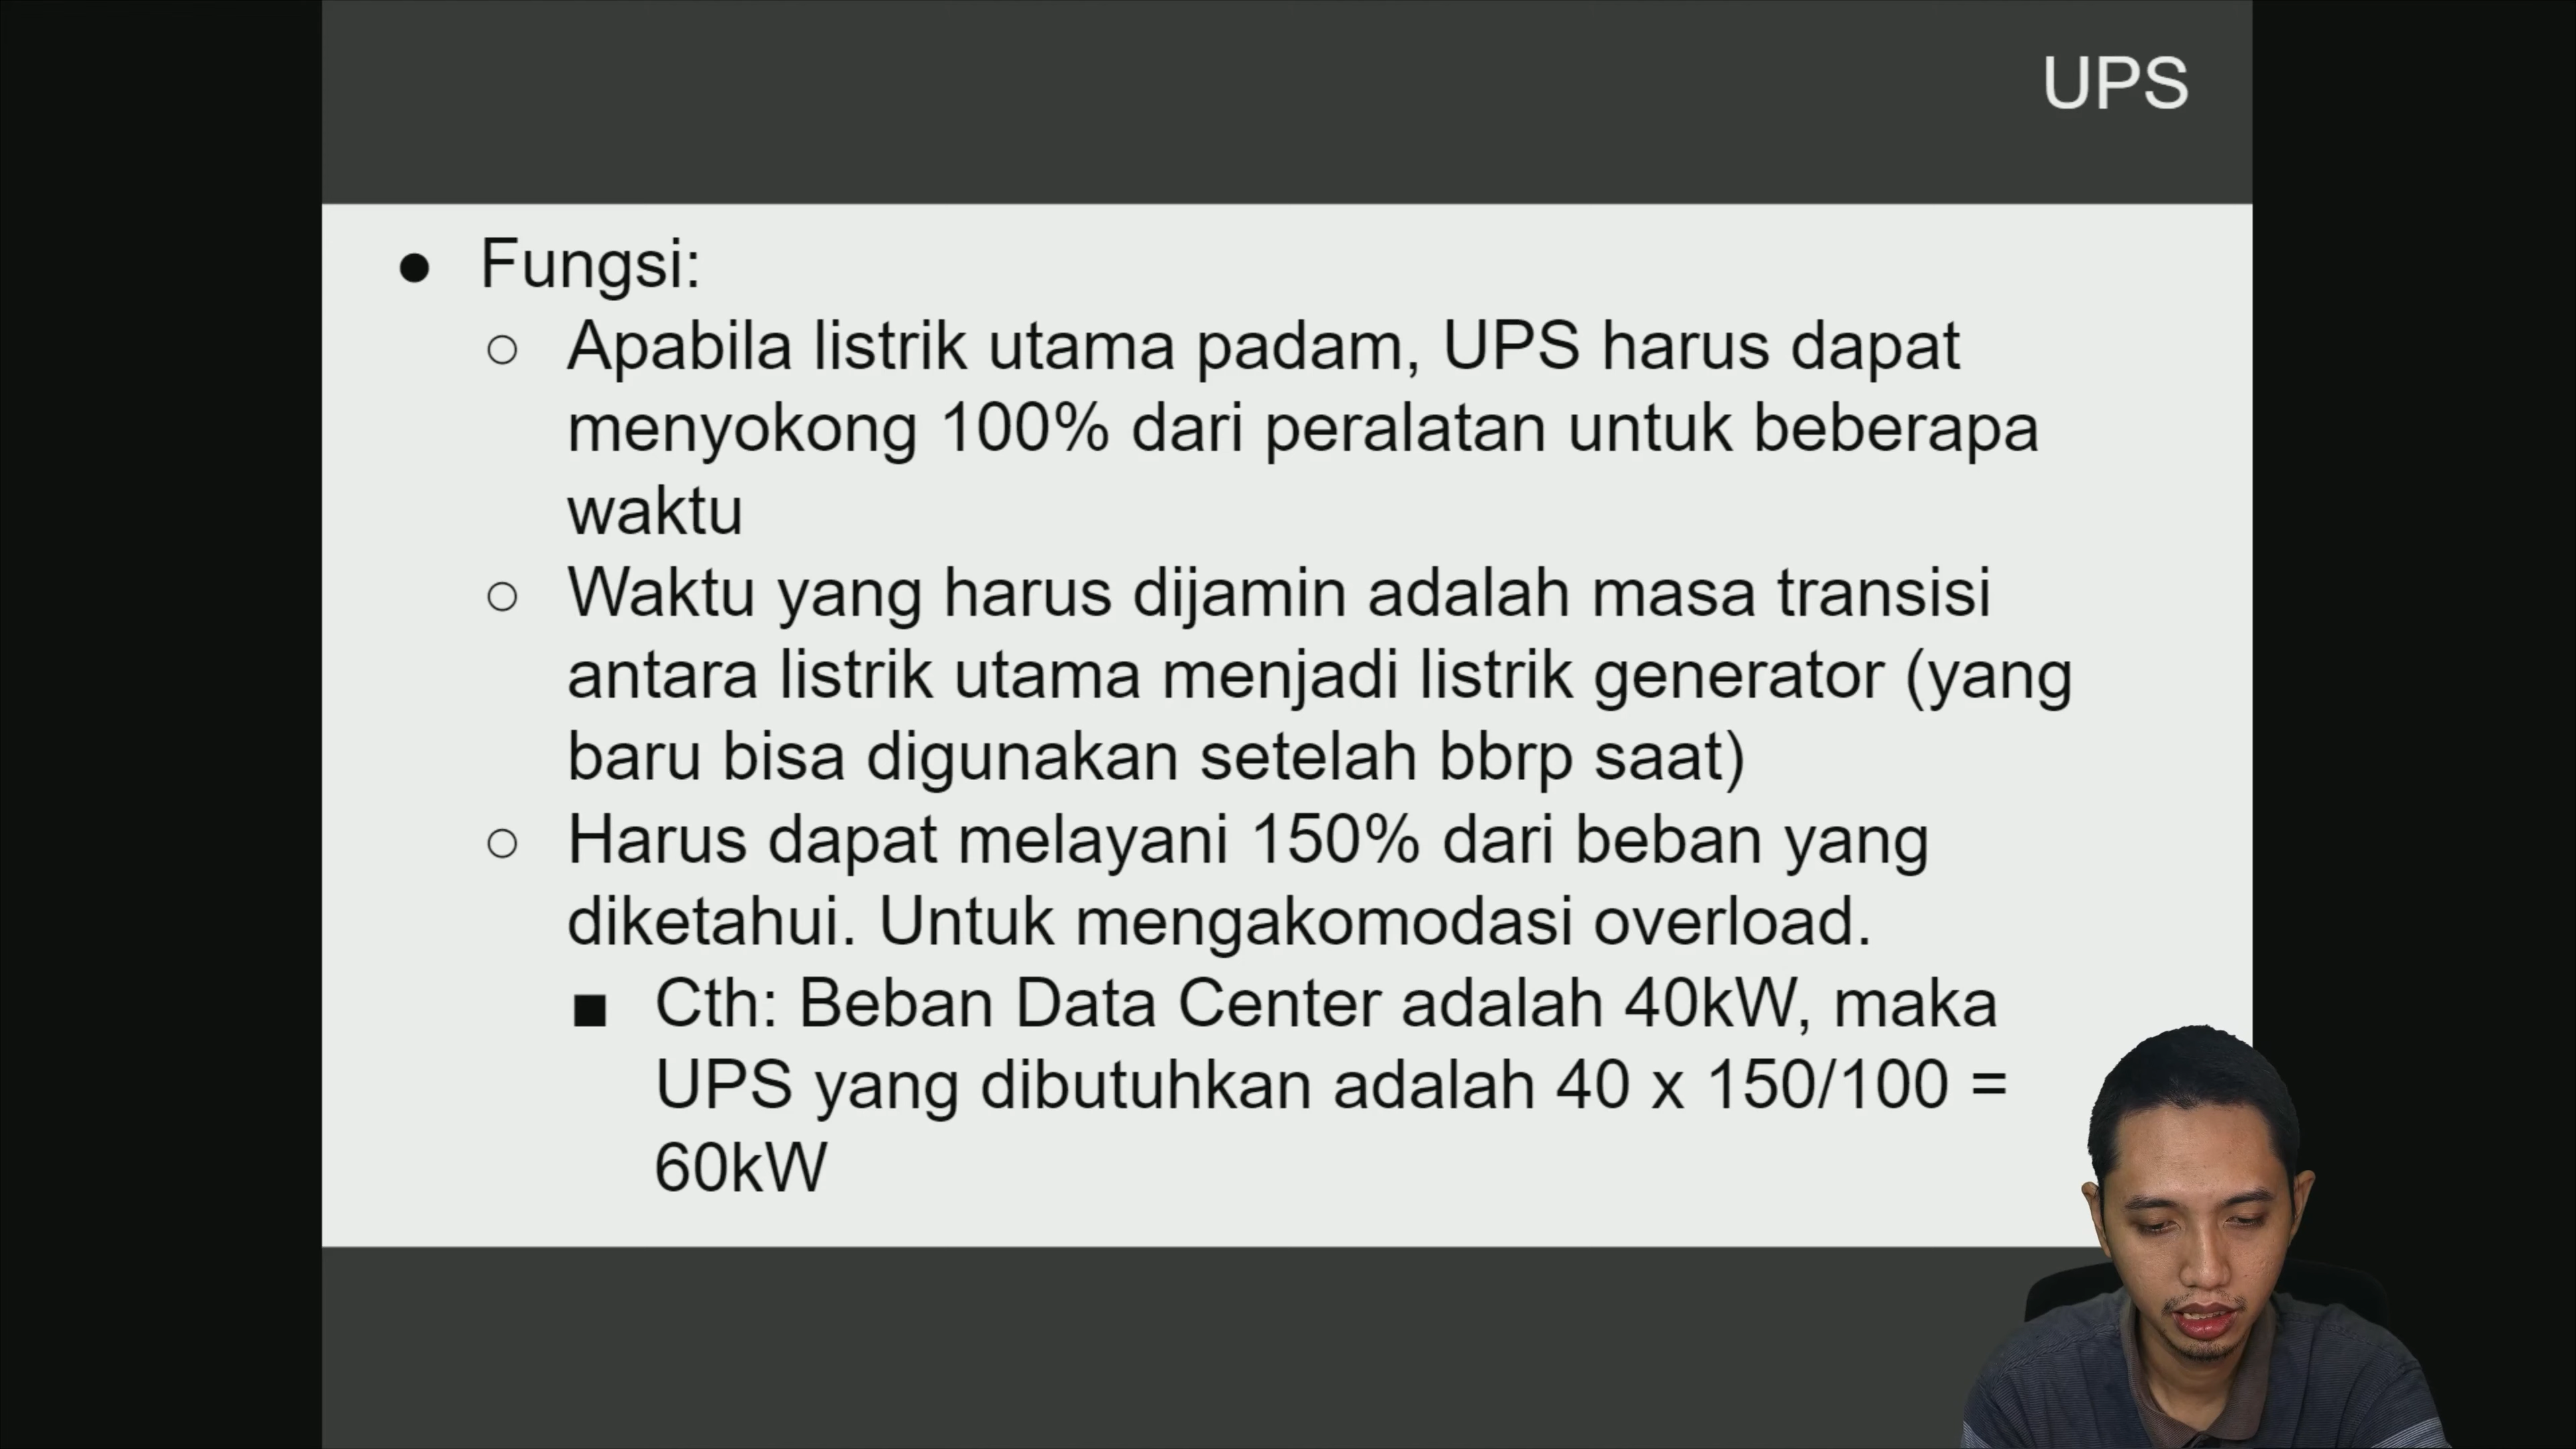 UPS
● Fungsi:
○ Apabila listrik utama padam, UPS harus dapat
menyokong 100% dari peralatan untuk beberapa
waktu
○ Waktu yang harus dijamin adalah masa transisi
antara listrik utama menjadi listrik generator (yang
baru bisa digunakan setelah bbrp saat)
○ Harus dapat melayani 150% dari beban yang
diketahui. Untuk mengakomodasi overload.
■ Cth: Beban Data Center adalah 40kW, maka
UPS yang dibutuhkan adalah 40 x 150/100 =
60kW